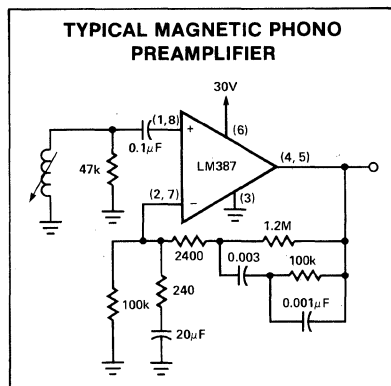 TYPICAL MAGNETIC PHONO
PREAMPLIFIER
30V
(1,8)
+
(6)
0.1μF
LM387
(4, 5)
47k
(3)
(2, 7)
−
1.2M
2400
0.003
100k
240
100k
0.001μF
20μF